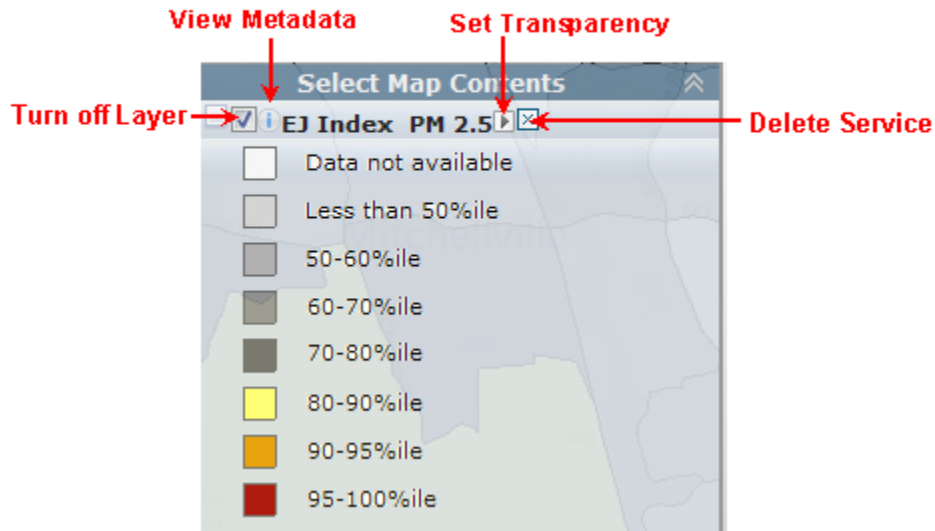 View Metadata
Set Transparency
Select Map Contents
Turn off Layer
EJ Index PM 2.5
Delete Service
Data not available
Less than 50%ile
Mitchellville
50-60%ile
60-70%ile
70-80%ile
80-90%ile
90-95%ile
95-100%ile